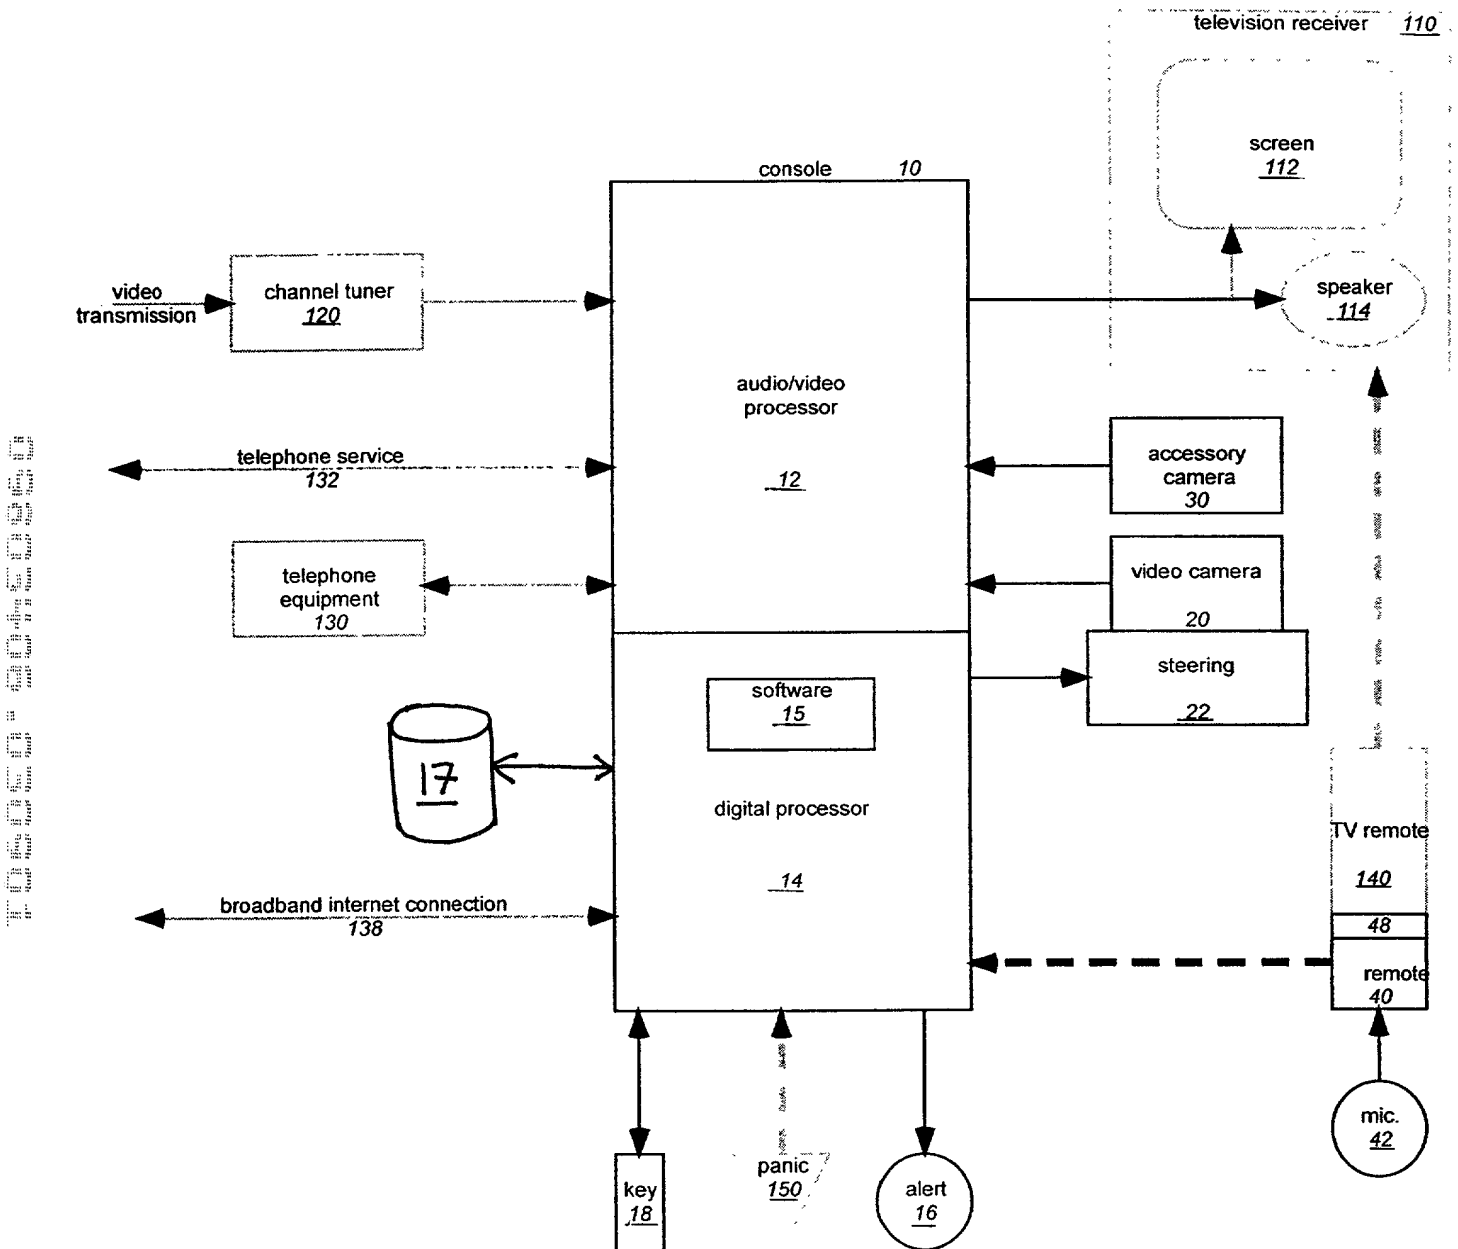 television receiver 110
screen
112
console 10
video
transmission
channel tuner
120
speaker
114
audio/video
processor
12
telephone service
132
accessory
camera
30
telephone
equipment
130
video camera
20
steering
22
software
15
17
digital processor
14
TV remote
140
48
broadband internet connection
138
remote
40
mic.
42
key
18
panic
150
alert
16